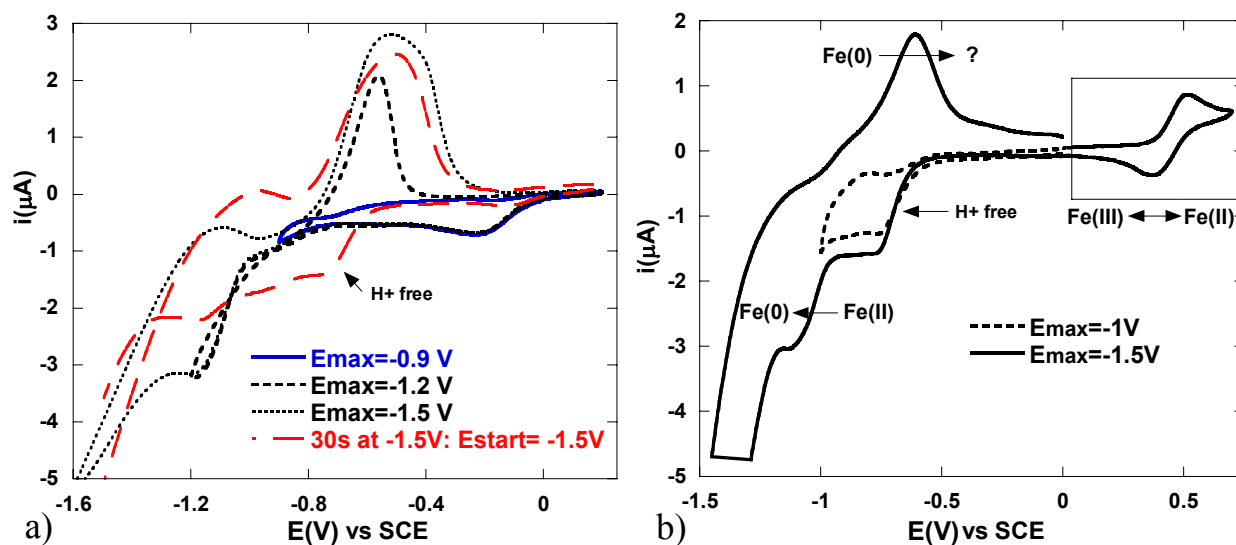 3
2
1
0
-1
-2
-3
-4
-5
i(µA)
H+ free
Emax=-0.9 V
Emax=-1.2 V
Emax=-1.5 V
30s at -1.5V: Estart= -1.5V
-1.6 -1.2 -0.8 -0.4 0
a) E(V) vs SCE
2
1
0
-1
-2
-3
-4
-5
i(µA)
Fe(0) ?
H+ free
Fe(III) Fe(II)
Fe(0) Fe(II)
Emax=-1V
Emax=-1.5V
-1.5 -1 -0.5 0 0.5
b) E(V) vs SCE